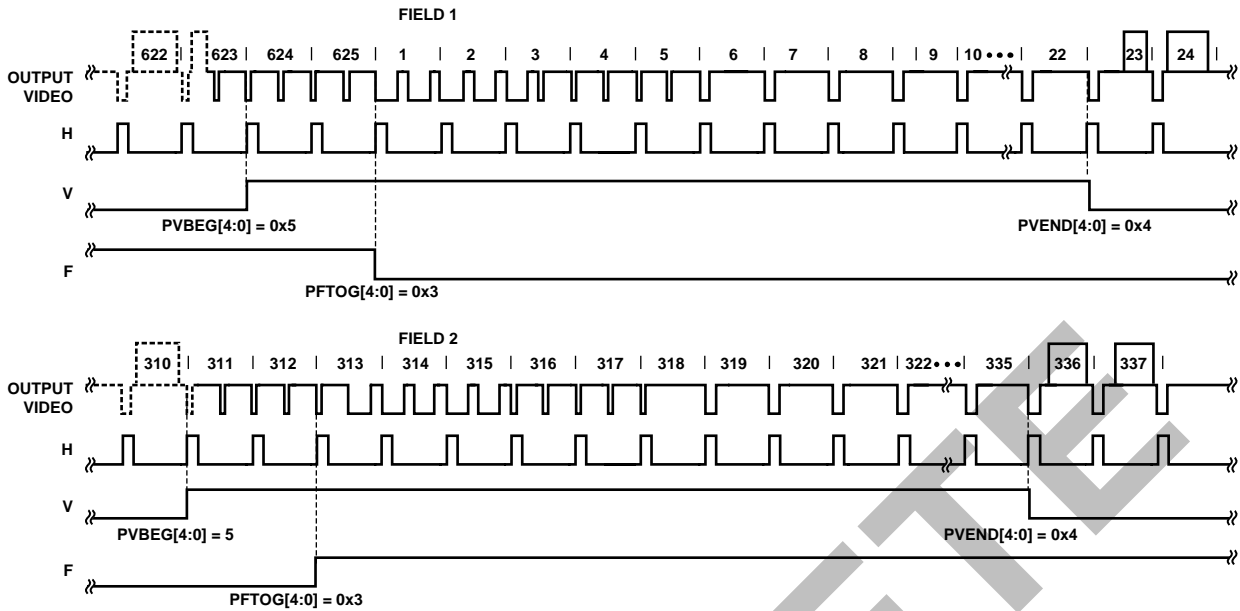 FIELD 1
622 623 624 625 1 2 3 4 5 6 7 8 9 10 ••• 22 23 24
OUTPUT
VIDEO
H
V
PVBEG[4:0] = 0x5 PVEND[4:0] = 0x4
F
PFTOG[4:0] = 0x3
FIELD 2
310 311 312 313 314 315 316 317 318 319 320 321 322 ••• 335 336 337
OUTPUT
VIDEO
H
V
PVBEG[4:0] = 5 PVEND[4:0] = 0x4
F
PFTOG[4:0] = 0x3
ETE